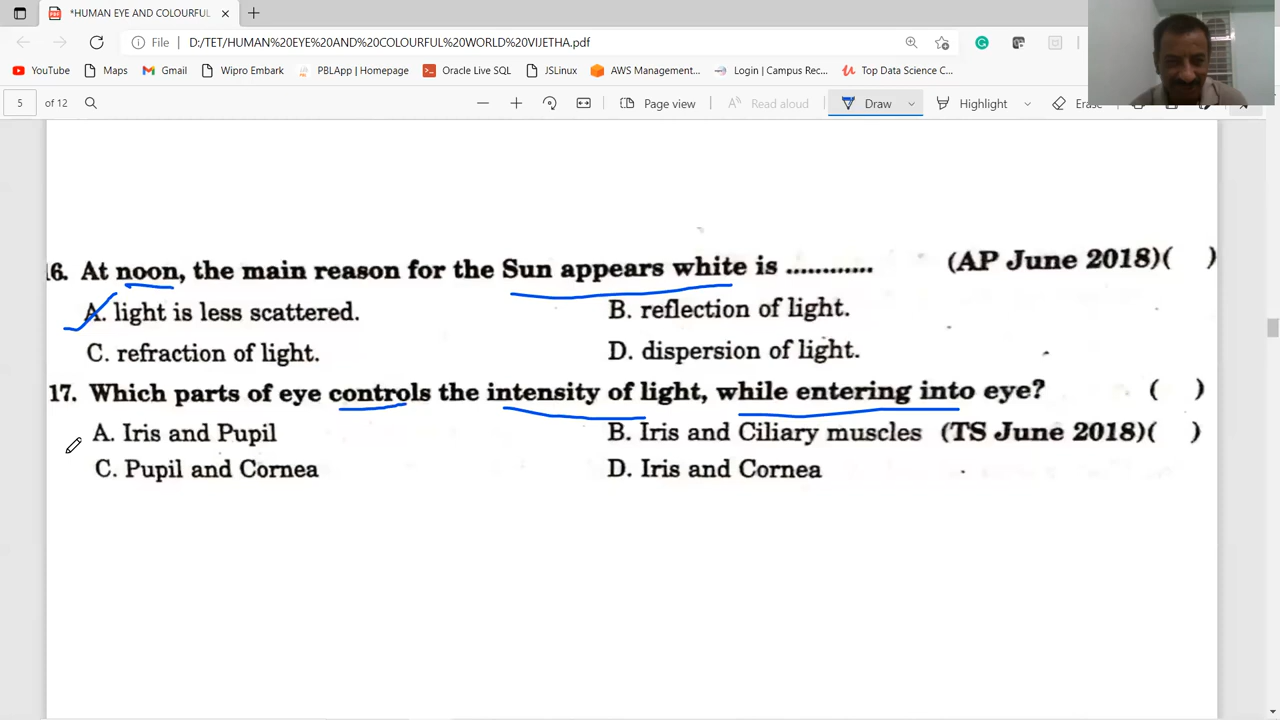 *HUMAN EYE AND COLOURFUL
File D:/TET/HUMAN%20EYE%20AND%20COLOURFUL%20WORLD%20/VIJETHA.pdf
YouTube Maps Gmail Wipro Embark PBLApp | Homepage Oracle Live SQL JSLinux AWS Management... Login | Campus Rec... Top Data Science C...
5 of 12 Page view Read aloud Draw Highlight Erase
16. At noon, the main reason for the Sun appears white is ............ (AP June 2018)( )
A. light is less scattered. B. reflection of light.
C. refraction of light. D. dispersion of light.
17. Which parts of eye controls the intensity of light, while entering into eye? ( )
A. Iris and Pupil B. Iris and Ciliary muscles (TS June 2018)( )
C. Pupil and Cornea D. Iris and Cornea